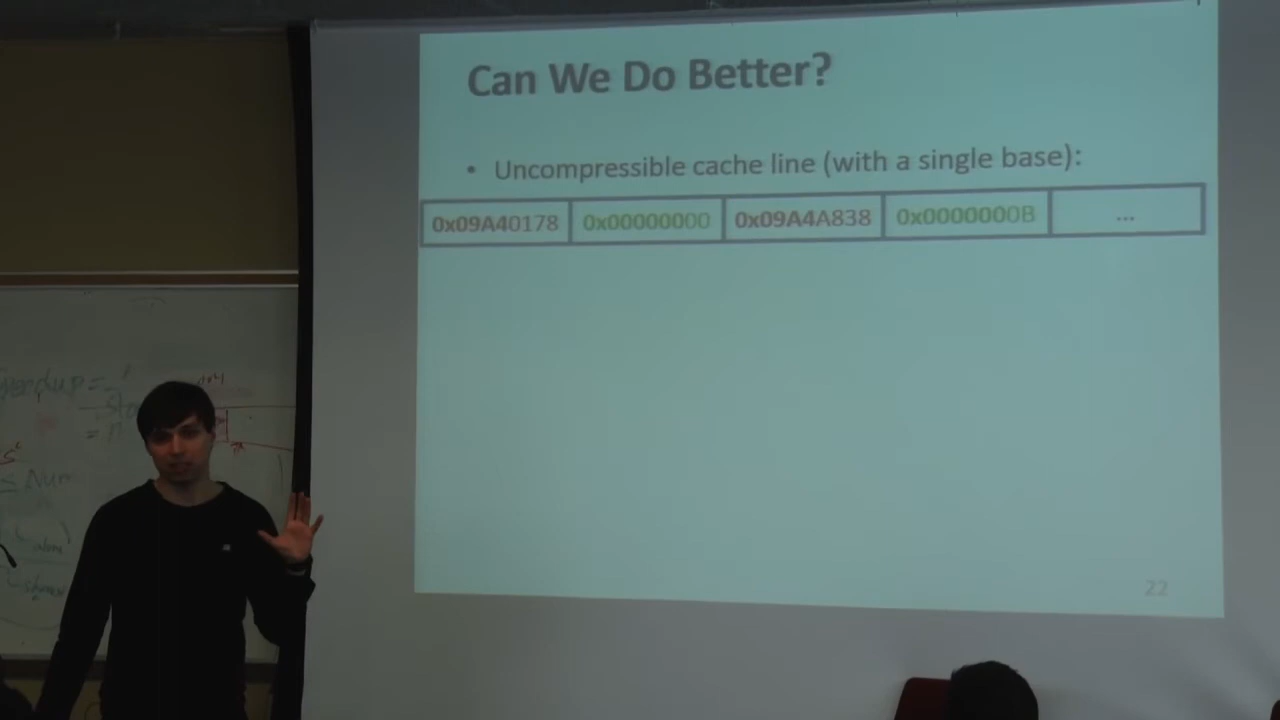 Can We Do Better?
• Uncompressible cache line (with a single base):
0x09A40178 0x00000000 0x09A4A838 0x0000000B ...
22